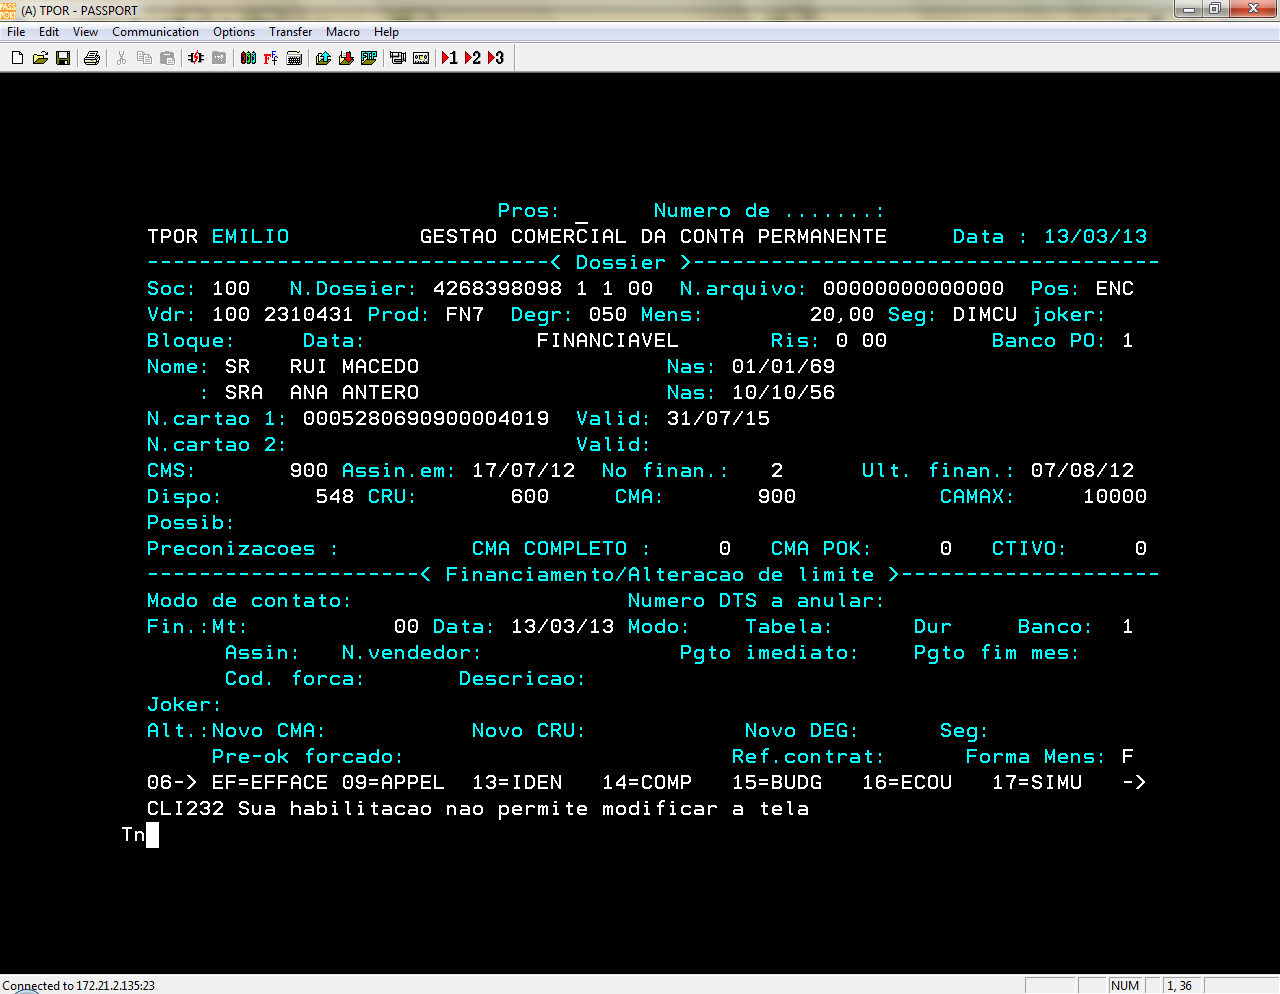 PASS PORT (A) TPOR - PASSPORT
File Edit View Communication Options Transfer Macro Help
1 2 3
Pros: _ Numero de .......:
TPOR EMILIO GESTAO COMERCIAL DA CONTA PERMANENTE Data : 13/03/13
-------------------------------< Dossier >------------------------------------
Soc: 100 N.Dossier: 4268398098 1 1 00 N.arquivo: 00000000000000 Pos: ENC
Vdr: 100 2310431 Prod: FN7 Degr: 050 Mens: 20,00 Seg: DIMCU joker:
Bloque: Data: FINANCIAVEL Ris: 0 00 Banco PO: 1
Nome: SR RUI MACEDO Nas: 01/01/69
: SRA ANA ANTERO Nas: 10/10/56
N.cartao 1: 0005280690900004019 Valid: 31/07/15
N.cartao 2: Valid:
CMS: 900 Assin.em: 17/07/12 No finan.: 2 Ult. finan.: 07/08/12
Dispo: 548 CRU: 600 CMA: 900 CAMAX: 10000
Possib:
Preconizacoes : CMA COMPLETO : 0 CMA POK: 0 CTIVO: 0
---------------------< Financiamento/Alteracao de limite >--------------------
Modo de contato: Numero DTS a anular:
Fin.:Mt: 00 Data: 13/03/13 Modo: Tabela: Dur Banco: 1
Assin: N.vendedor: Pgto imediato: Pgto fim mes:
Cod. forca: Descricao:
Joker:
Alt.:Novo CMA: Novo CRU: Novo DEG: Seg:
Pre-ok forcado: Ref.contrat: Forma Mens: F
06-> EF=EFFACE 09=APPEL 13=IDEN 14=COMP 15=BUDG 16=ECOU 17=SIMU ->
CLI232 Sua habilitacao nao permite modificar a tela
Tn
Connected to 172.21.2.135:23 NUM 1, 36